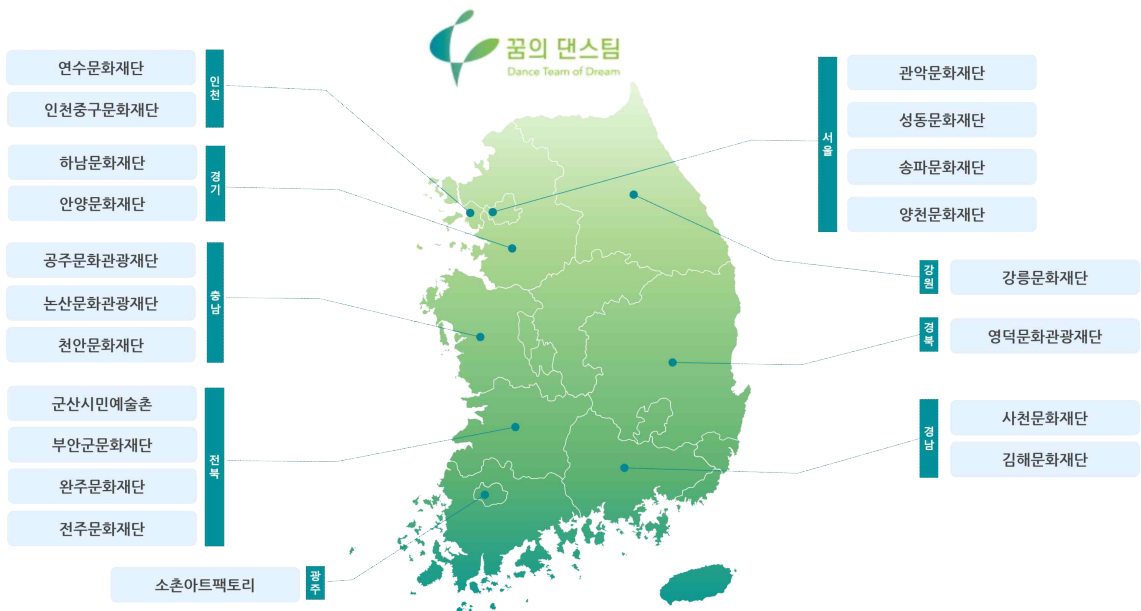 꿈의 댄스팀
Dance Team of Dream
인천
연수문화재단
인천중구문화재단
경기
하남문화재단
안양문화재단
충남
공주문화관광재단
논산문화관광재단
천안문화재단
전북
군산시민예술촌
부안군문화재단
완주문화재단
전주문화재단
소촌아트팩토리
광주
서울
관악문화재단
성동문화재단
송파문화재단
양천문화재단
강원
강릉문화재단
경북
영덕문화관광재단
경남
사천문화재단
김해문화재단